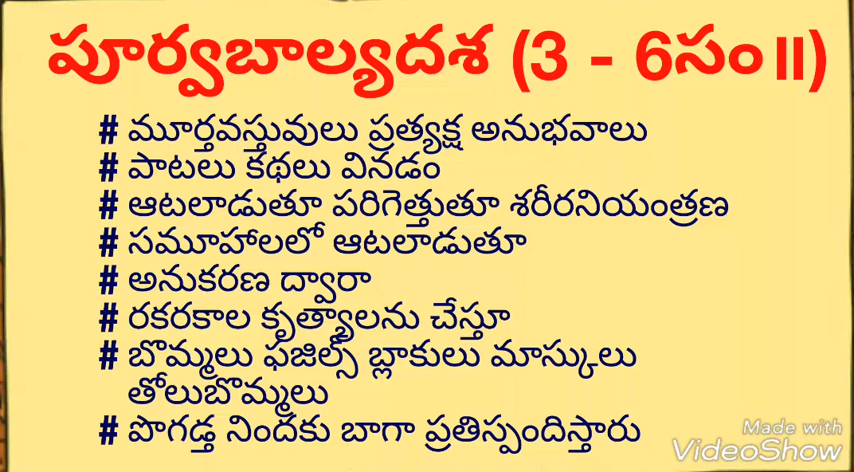 పూర్వబాల్యదశ (3 - 6సం॥)
# మూర్తవస్తువులు ప్రత్యక్ష అనుభవాలు
# పాటలు కథలు వినడం
# ఆటలాడుతూ పరిగెత్తుతూ శరీరనియంత్రణ
# సమూహాలలో ఆటలాడుతూ
# అనుకరణ ద్వారా
# రకరకాల కృత్యాలను చేస్తూ
# బొమ్మలు ఫజిల్స్ బ్లాకులు మాస్కులు
తోలుబొమ్మలు
# పొగడ్త నిందకు బాగా ప్రతిస్పందిస్తారు
Made with
VideoShow